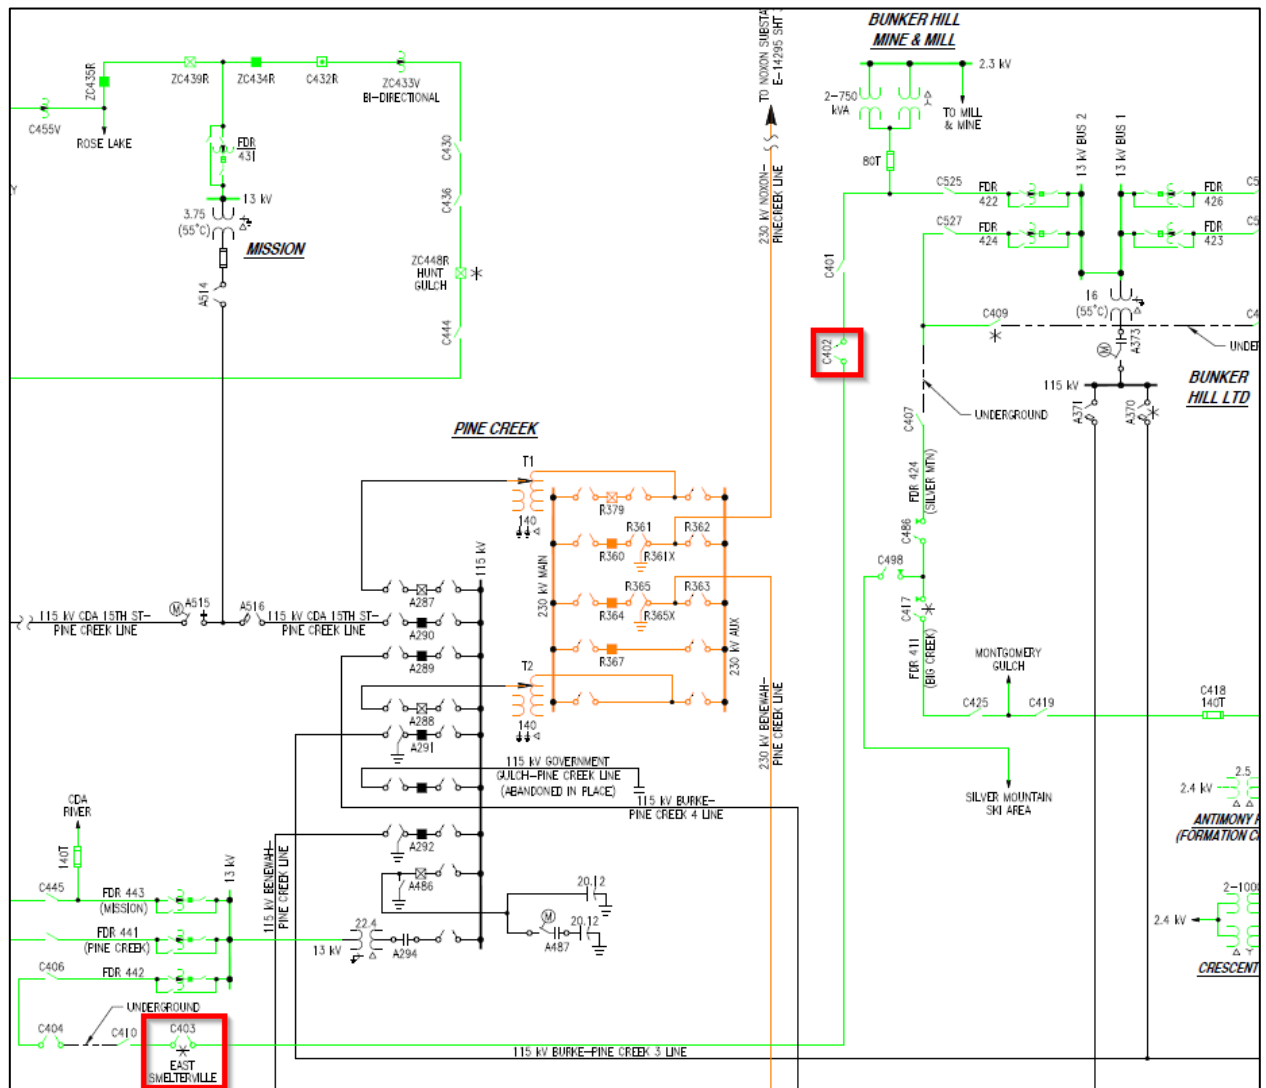 BUNKER HILL
MINE & MILL
TO NOXON SUBSTA
E-14295 SHT
ZC435R
ZC439R
ZC434R
C432R
ZC433V
BI-DIRECTIONAL
2.3 kV
2-750
kVA
TO MILL
& MINE
C455V
ROSE LAKE
FDR
431
C430
80T
13 kV BUS 2
13 kV BUS 1
C525
FDR
422
FDR
426
C5
C436
13 kV
3.75
(55°C)
MISSION
230 kV NOXON-
PINECREEK LINE
C527
FDR
424
FDR
423
C5
ZC448R
HUNT
GULCH
C401
A514
16
(55°C)
C444
C402
C409
A373
M
UNDER
115 kV
BUNKER
HILL LTD
UNDERGROUND
C407
A371
A370
PINE CREEK
T1
140
R379
R361
R362
R360
R361X
115 kV
230 kV MAIN
R365
R363
R364
R365X
R367
230 kV AUX
FDR 424
(SILVER MTN)
C486
C498
C417
A287
M
A515
A516
115 kV CDA 15TH ST-
PINE CREEK LINE
115 kV CDA 15TH ST-
PINE CREEK LINE
A290
A289
T2
140
A288
A291
FDR 411
(BIG CREEK)
MONTGOMERY
GULCH
C425
C419
C418
140T
230 kV BENEWAH-
PINE CREEK LINE
115 kV GOVERNMENT
GULCH-PINE CREEK LINE
(ABANDONED IN PLACE)
115 kV BURKE-
PINE CREEK 4 LINE
SILVER MOUNTAIN
SKI AREA
2.5
2.4 kV
ANTIMONY
(FORMATION
CDA
RIVER
140T
13 kV
A292
115 kV BENEWAH-
PINE CREEK LINE
A486
C445
FDR 443
(MISSION)
20.12
20.12
M
A487
2-100
2.4 kV
CRESCENT
FDR 441
(PINE CREEK)
22.4
13 kV
A294
C406
FDR 442
UNDERGROUND
C404
C410
C403
EAST
SMELTERVILLE
115 kV BURKE-PINE CREEK 3 LINE